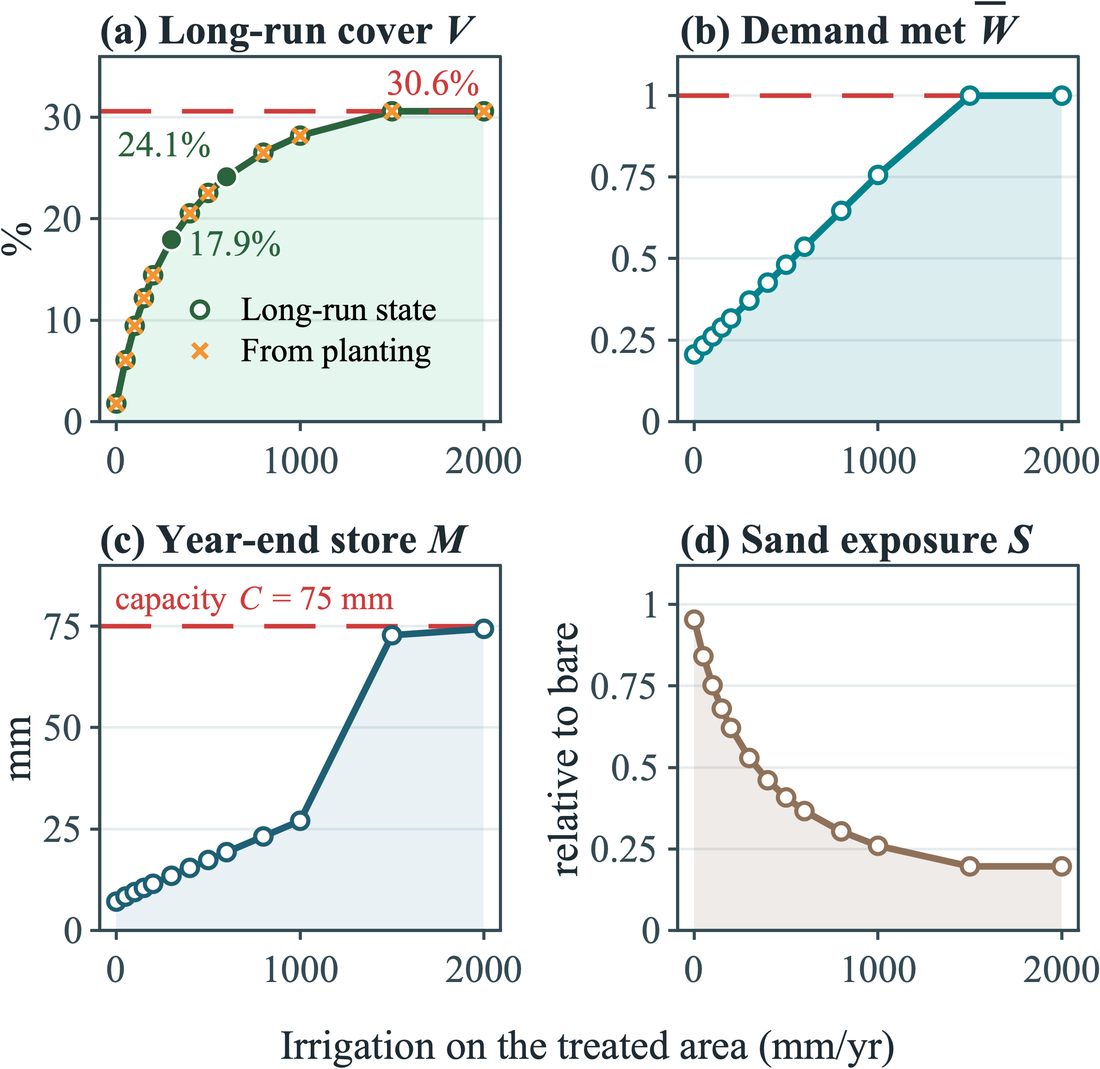 (a) Long-run cover V
30.6%
24.1%
17.9%
Long-run state
From planting
%
30
20
10
0
0 1000 2000
(b) Demand met W̅
1
0.75
0.5
0.25
0
0 1000 2000
(c) Year-end store M
capacity C = 75 mm
mm
75
50
25
0
0 1000 2000
(d) Sand exposure S
relative to bare
1
0.75
0.5
0.25
0
0 1000 2000
Irrigation on the treated area (mm/yr)